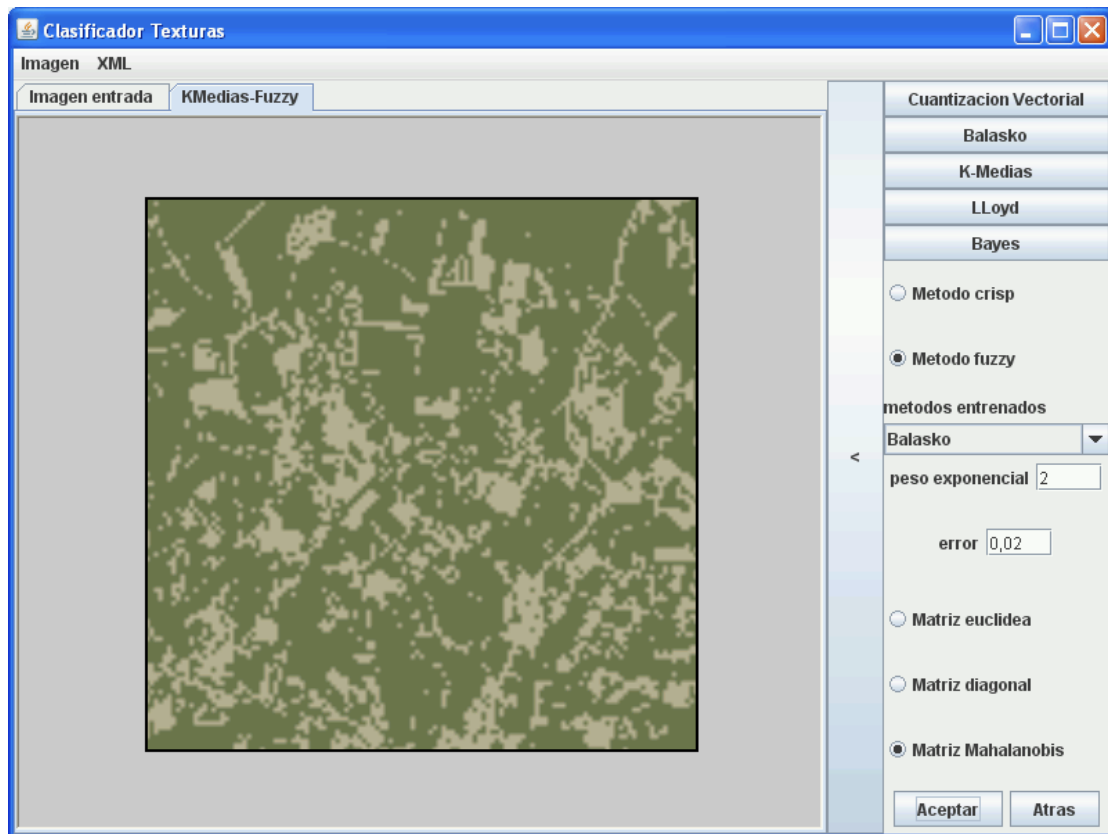 Clasificador Texturas
Imagen XML
Imagen entrada KMedias-Fuzzy
Cuantizacion Vectorial
Balasko
K-Medias
LLoyd
Bayes
Metodo crisp
Metodo fuzzy
metodos entrenados
Balasko
<
peso exponencial 2
error 0,02
Matriz euclidea
Matriz diagonal
Matriz Mahalanobis
Aceptar Atras